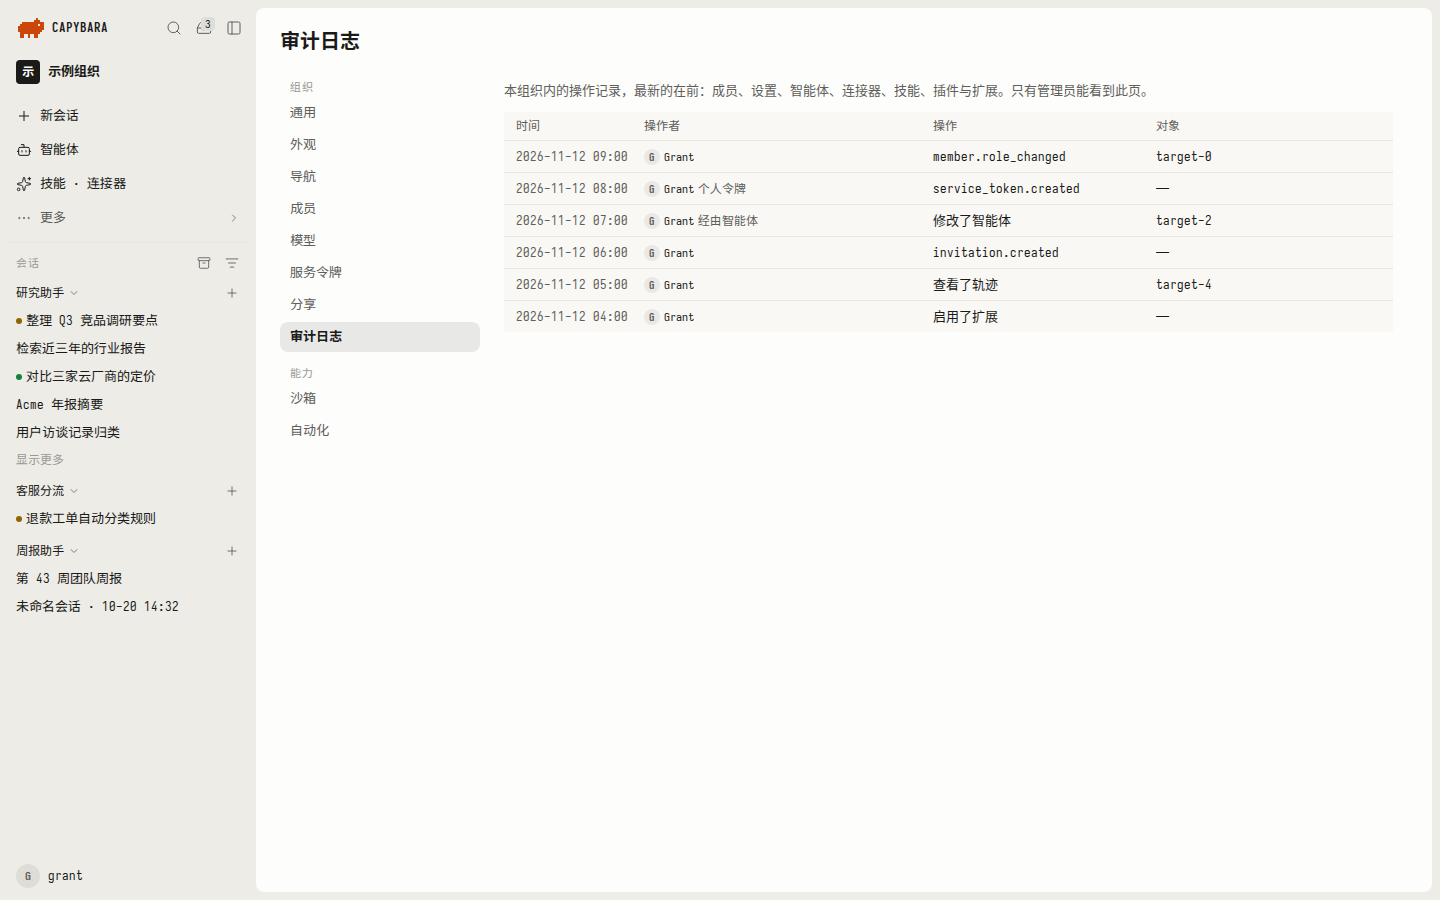 CAPYBARA
3
示 示例组织
新会话
智能体
技能 · 连接器
更多
会话
研究助手
整理 Q3 竞品调研要点
检索近三年的行业报告
对比三家云厂商的定价
Acme 年报摘要
用户访谈记录归类
显示更多
客服分流
退款工单自动分类规则
周报助手
第 43 周团队周报
未命名会话 · 10-20 14:32
G grant
审计日志
组织
通用
外观
导航
成员
模型
服务令牌
分享
审计日志
能力
沙箱
自动化
本组织内的操作记录，最新的在前：成员、设置、智能体、连接器、技能、插件与扩展。只有管理员能看到此页。
时间 操作者 操作 对象
2026-11-12 09:00 G Grant member.role_changed target-0
2026-11-12 08:00 G Grant 个人令牌 service_token.created —
2026-11-12 07:00 G Grant 经由智能体 修改了智能体 target-2
2026-11-12 06:00 G Grant invitation.created —
2026-11-12 05:00 G Grant 查看了轨迹 target-4
2026-11-12 04:00 G Grant 启用了扩展 —